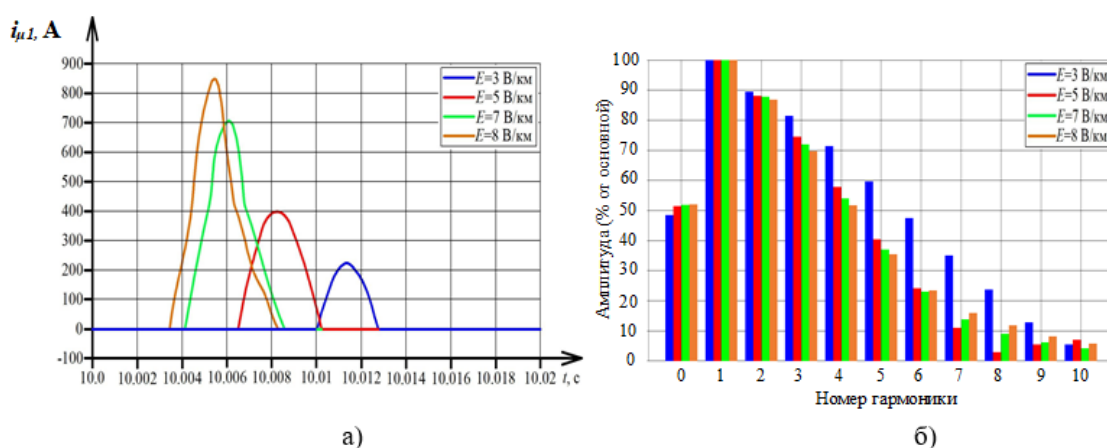 iμ1, А
900
800
700
600
500
400
300
200
100
0
-100
10.0 10.002 10.004 10.006 10.008 10.01 10.012 10.014 10.016 10.018 10.02 t, с
E=3 В/км
E=5 В/км
E=7 В/км
E=8 В/км
а)
Амплитуда (% от основной)
100
90
80
70
60
50
40
30
20
10
0
E=3 В/км
E=5 В/км
E=7 В/км
E=8 В/км
0 1 2 3 4 5 6 7 8 9 10
Номер гармоники
б)